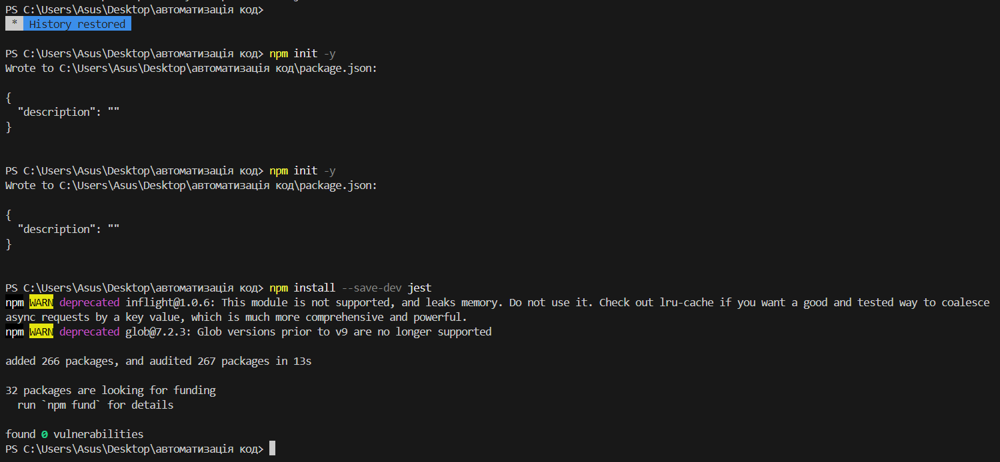 PS C:\Users\Asus\Desktop\автоматизація код>
* History restored
PS C:\Users\Asus\Desktop\автоматизація код> npm init -y
Wrote to C:\Users\Asus\Desktop\автоматизація код\package.json:
{
"description": ""
}
PS C:\Users\Asus\Desktop\автоматизація код> npm init -y
Wrote to C:\Users\Asus\Desktop\автоматизація код\package.json:
{
"description": ""
}
PS C:\Users\Asus\Desktop\автоматизація код> npm install --save-dev jest
npm WARN deprecated inflight@1.0.6: This module is not supported, and leaks memory. Do not use it. Check out lru-cache if you want a good and tested way to coalesce
async requests by a key value, which is much more comprehensive and powerful.
npm WARN deprecated glob@7.2.3: Glob versions prior to v9 are no longer supported
added 266 packages, and audited 267 packages in 13s
32 packages are looking for funding
run `npm fund` for details
found 0 vulnerabilities
PS C:\Users\Asus\Desktop\автоматизація код>